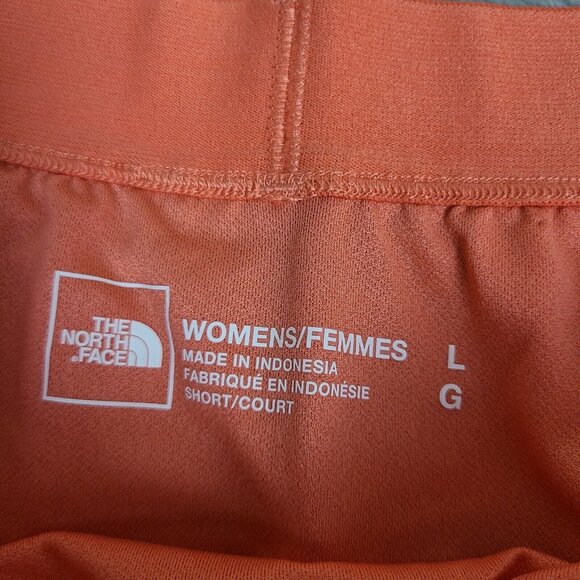 THE
NORTH
FACE
WOMENS/FEMMES L
MADE IN INDONESIA
FABRIQUÉ EN INDONÉSIE G
SHORT/COURT